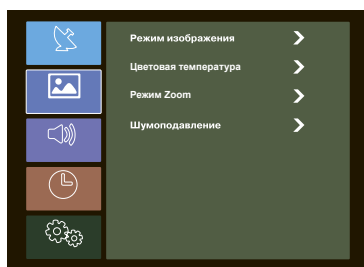 Режим изображения
Цветовая температура
Режим Zoom
Шумоподавление